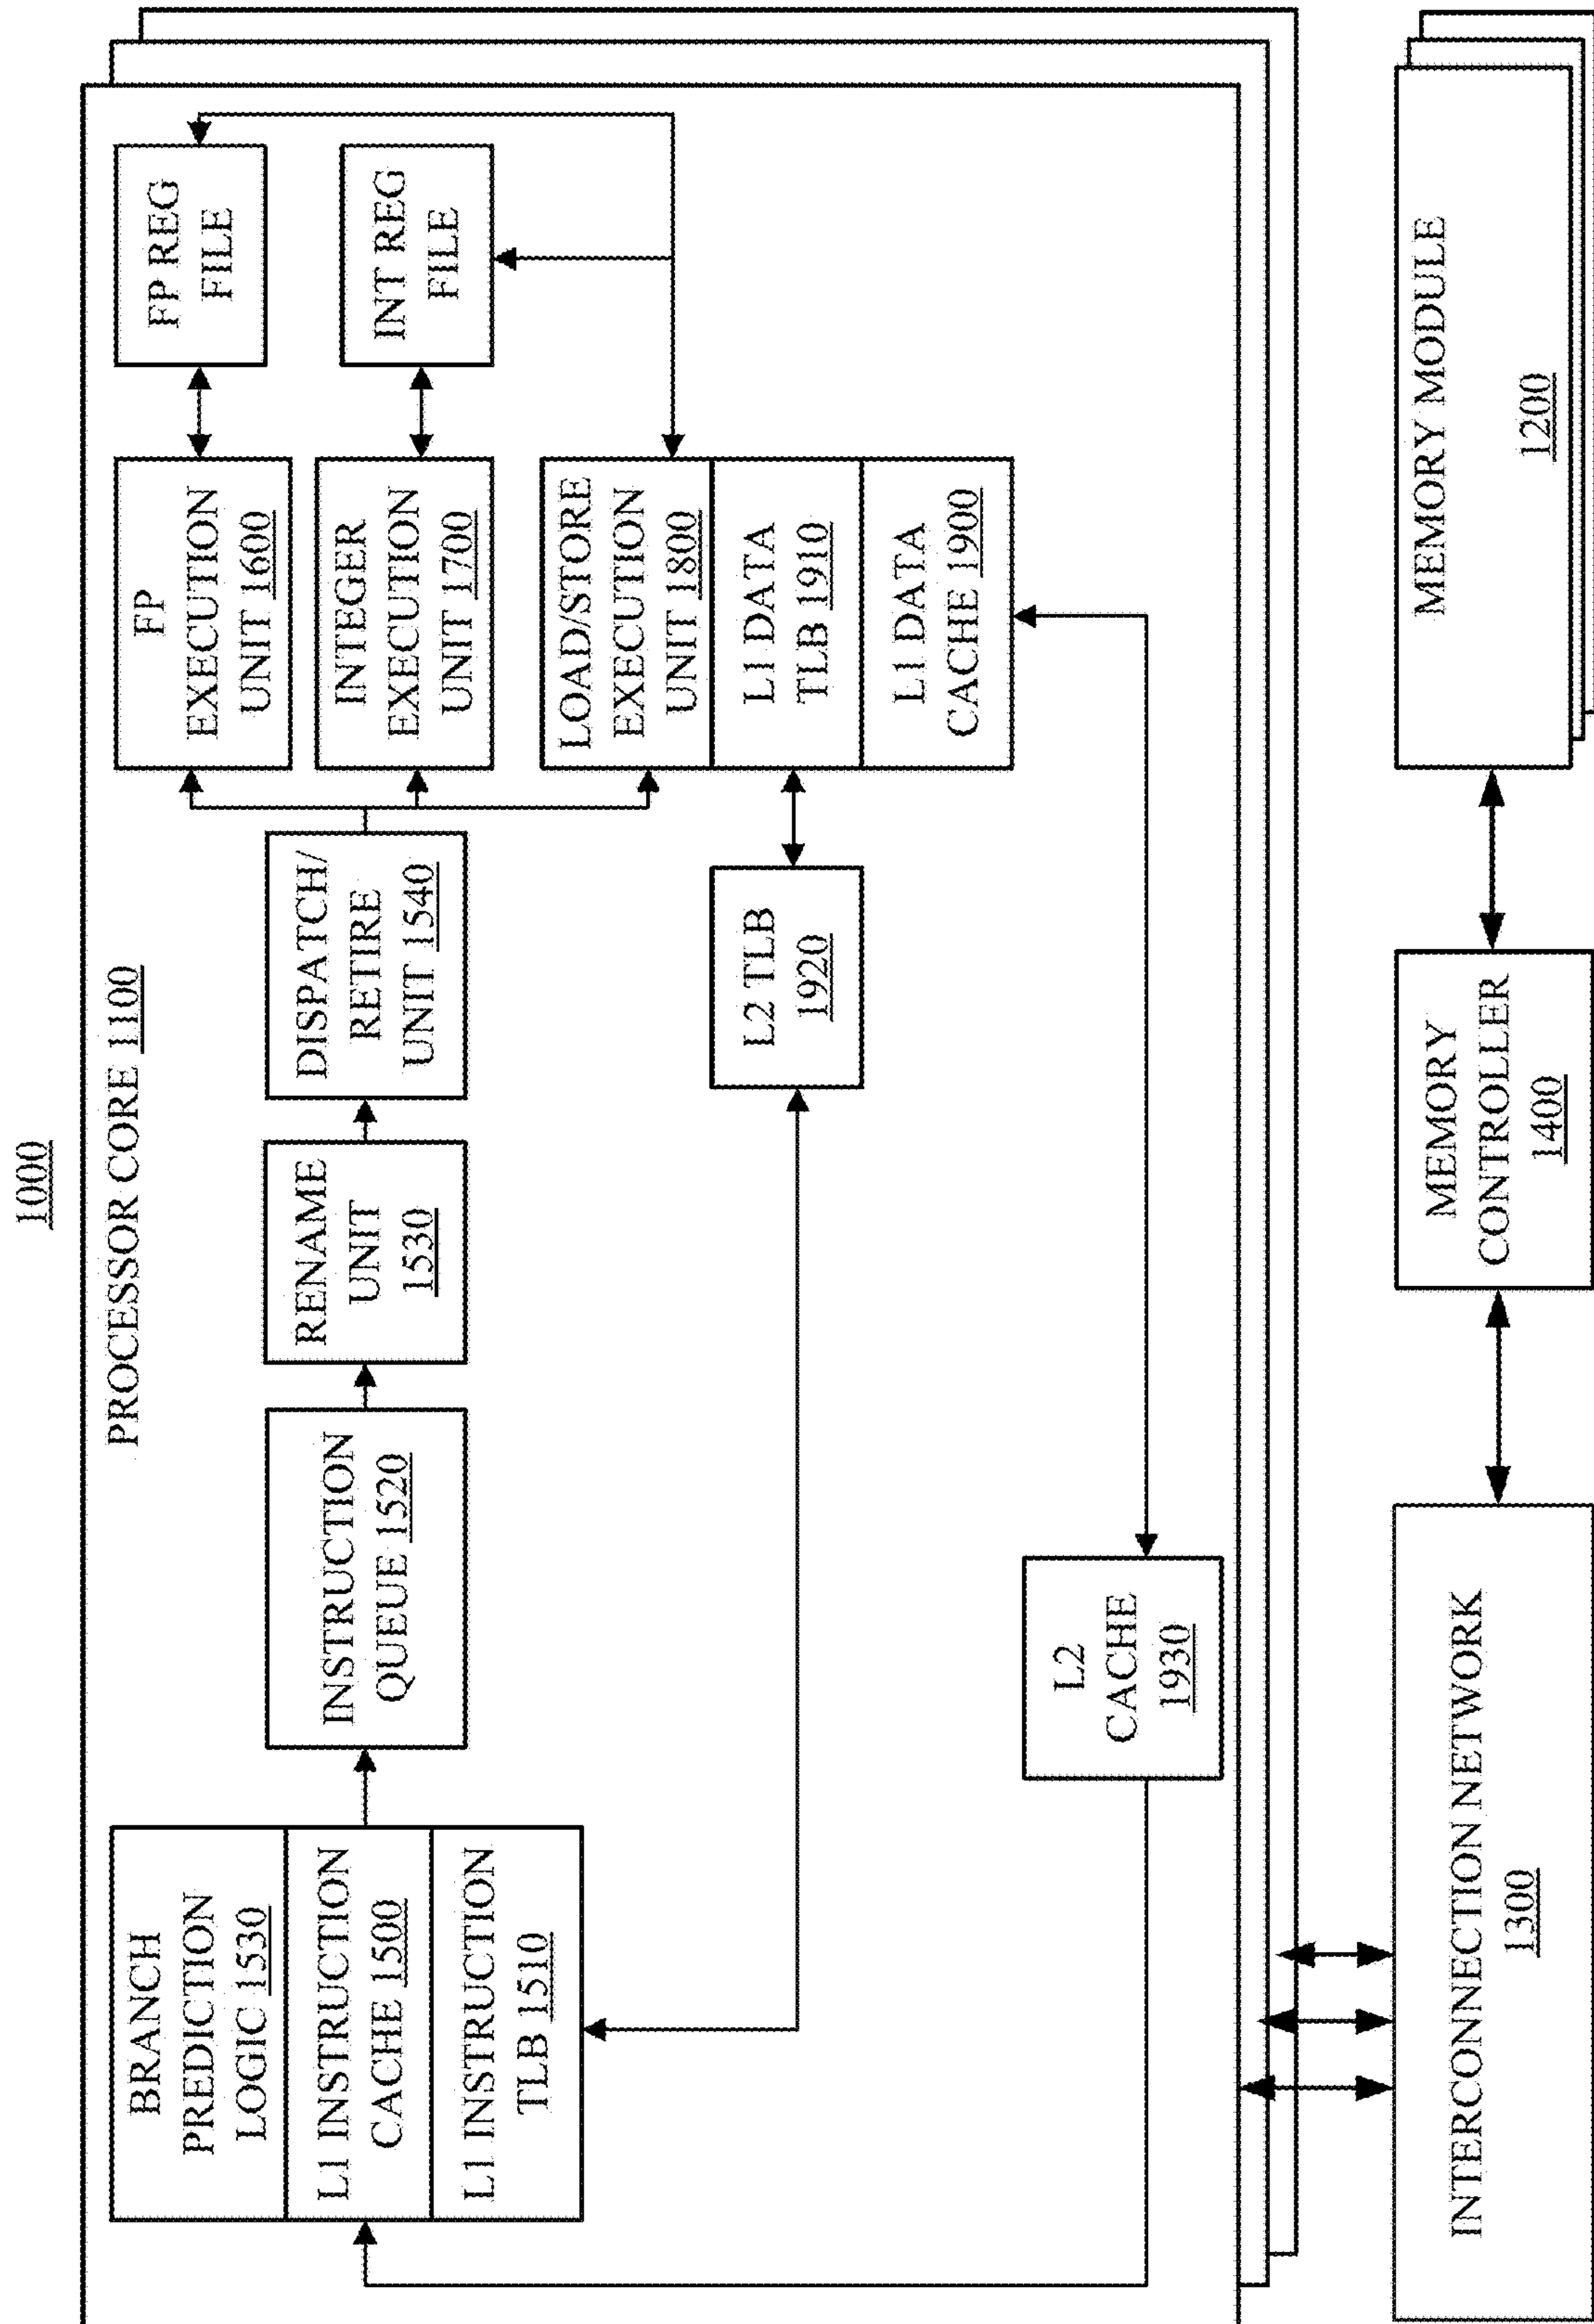 1000
PROCESSOR CORE 1100
BRANCH
PREDICTION
LOGIC 1530
L1 INSTRUCTION
CACHE 1500
L1 INSTRUCTION
TLB 1510
INSTRUCTION
QUEUE 1520
RENAME
UNIT
1530
DISPATCH/
RETIRE
UNIT 1540
FP
EXECUTION
UNIT 1600
INTEGER
EXECUTION
UNIT 1700
LOAD/STORE
EXECUTION
UNIT 1800
L1 DATA
TLB 1910
L1 DATA
CACHE 1900
FP REG
FILE
INT REG
FILE
L2 TLB
1920
L2
CACHE
1930
INTERCONNECTION NETWORK
1300
MEMORY
CONTROLLER
1400
MEMORY MODULE
1200